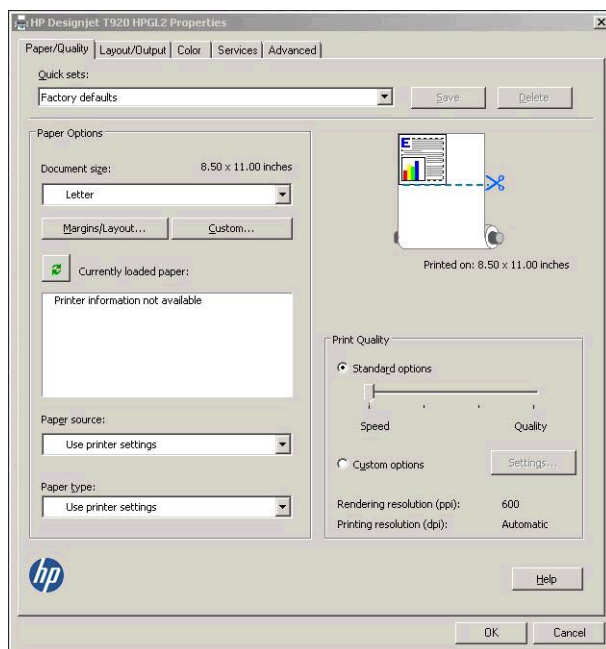 HP Designjet T920 HPGL2 Properties
Paper/Quality Layout/Output Color Services Advanced
Quick sets:
Factory defaults
Save Delete
Paper Options
Document size: 8.50 x 11.00 inches
Letter
Margins/Layout... Custom...
Currently loaded paper:
Printer information not available
Paper source:
Use printer settings
Paper type:
Use printer settings
E
Printed on: 8.50 x 11.00 inches
Print Quality
Standard options
Speed Quality
Custom options Settings...
Rendering resolution (ppi): 600
Printing resolution (dpi): Automatic
hp
Help
OK Cancel